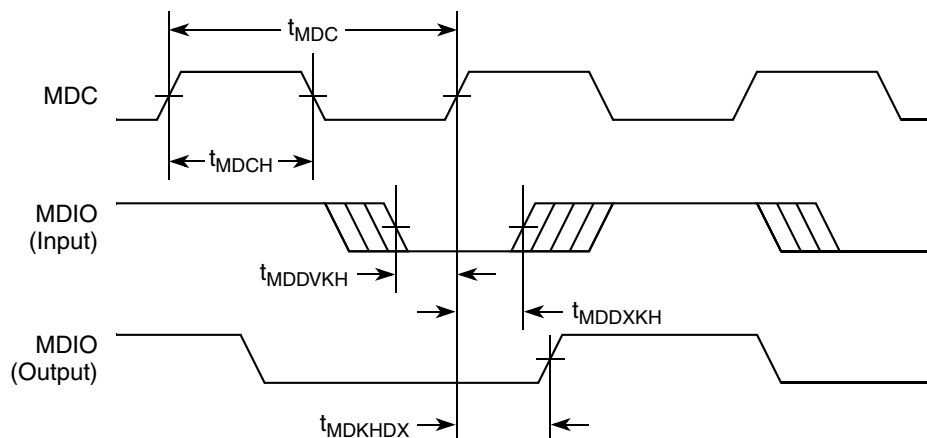 tMDC
MDC
tMDCH
MDIO
(Input)
tMDDVKH
tMDDXKH
MDIO
(Output)
tMDKHDX